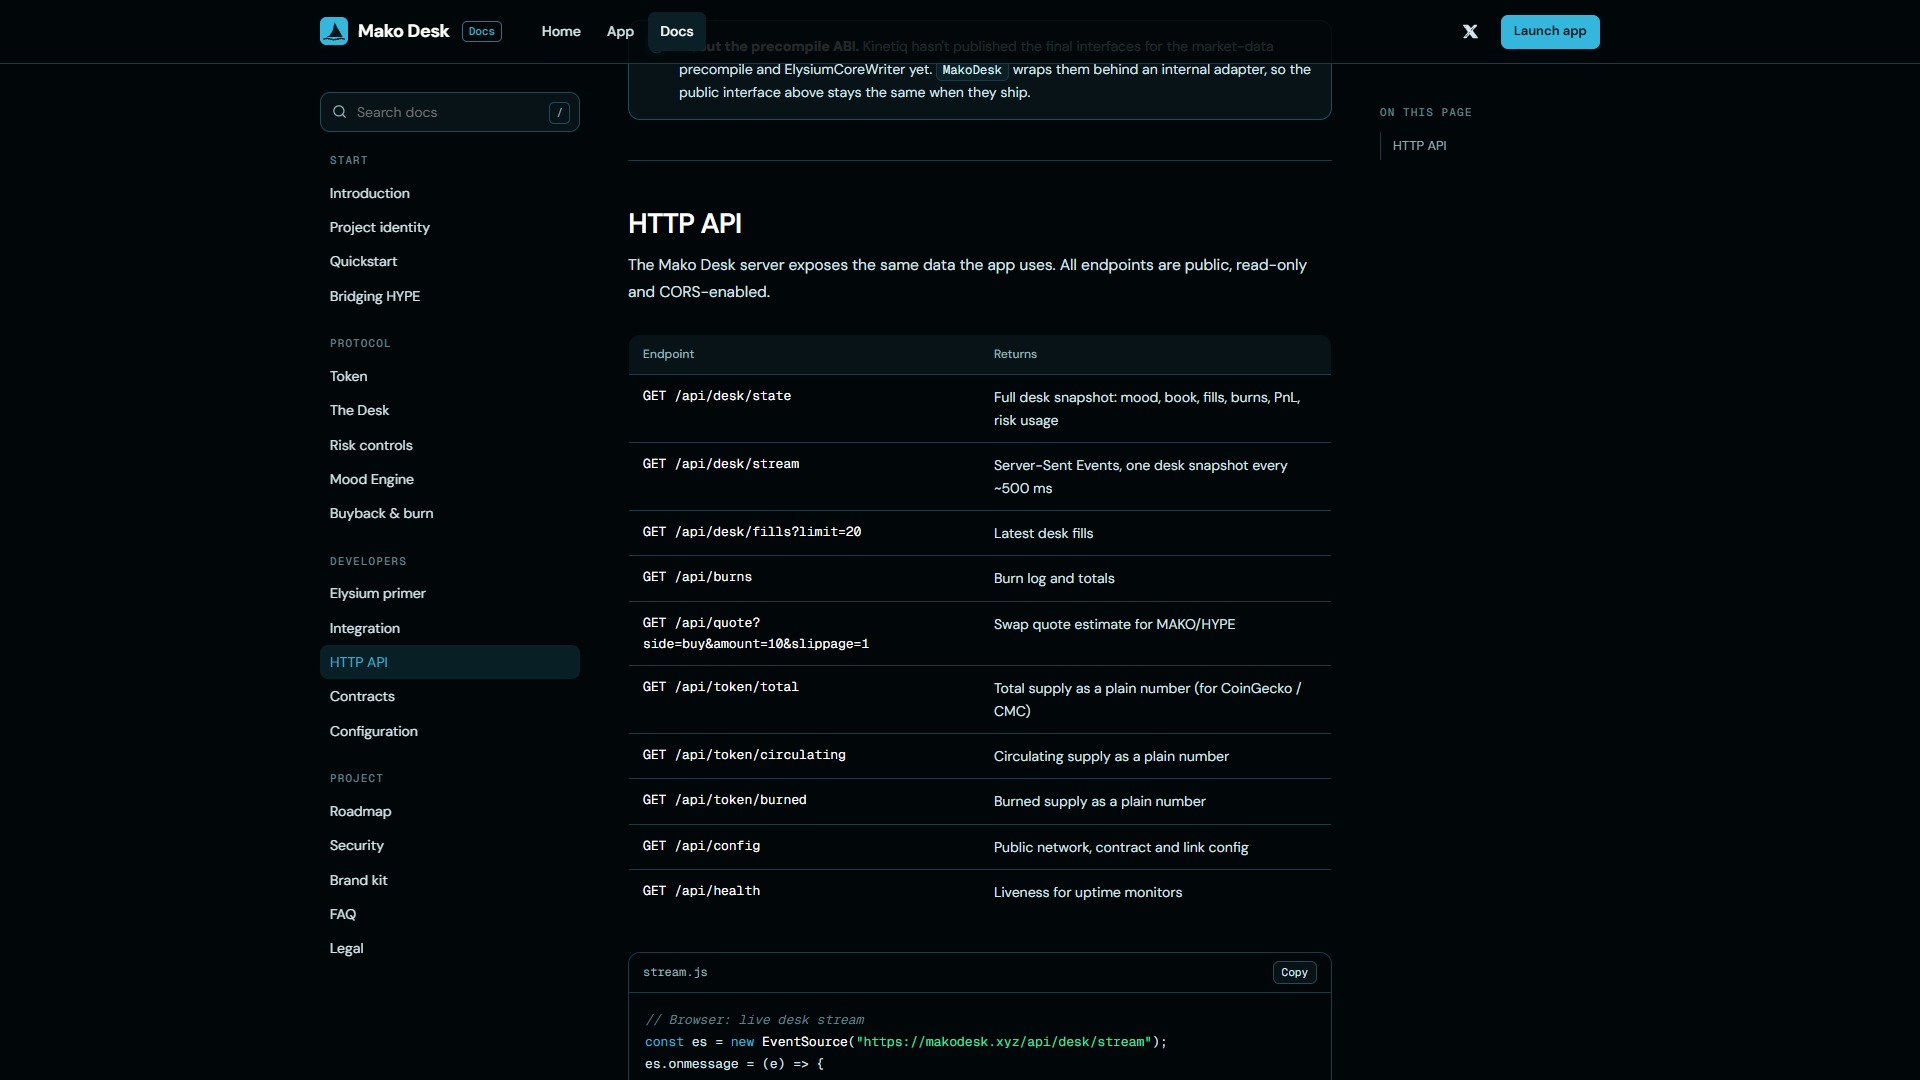 Mako Desk Docs Home App Docs Launch app
out the precompile ABI. Kinetiq hasn't published the final interfaces for the market-data
precompile and ElysiumCoreWriter yet. MakoDesk wraps them behind an internal adapter, so the
public interface above stays the same when they ship.
Search docs /
START
Introduction
Project identity
Quickstart
Bridging HYPE
PROTOCOL
Token
The Desk
Risk controls
Mood Engine
Buyback & burn
DEVELOPERS
Elysium primer
Integration
HTTP API
Contracts
Configuration
PROJECT
Roadmap
Security
Brand kit
FAQ
Legal
HTTP API
The Mako Desk server exposes the same data the app uses. All endpoints are public, read-only
and CORS-enabled.
Endpoint Returns
GET /api/desk/state Full desk snapshot: mood, book, fills, burns, PnL,
risk usage
GET /api/desk/stream Server-Sent Events, one desk snapshot every
~500 ms
GET /api/desk/fills?limit=20 Latest desk fills
GET /api/burns Burn log and totals
GET /api/quote? Swap quote estimate for MAKO/HYPE
side=buy&amount=10&slippage=1
GET /api/token/total Total supply as a plain number (for CoinGecko /
CMC)
GET /api/token/circulating Circulating supply as a plain number
GET /api/token/burned Burned supply as a plain number
GET /api/config Public network, contract and link config
GET /api/health Liveness for uptime monitors
stream.js Copy
// Browser: live desk stream
const es = new EventSource("https://makodesk.xyz/api/desk/stream");
es.onmessage = (e) => {
ON THIS PAGE
HTTP API